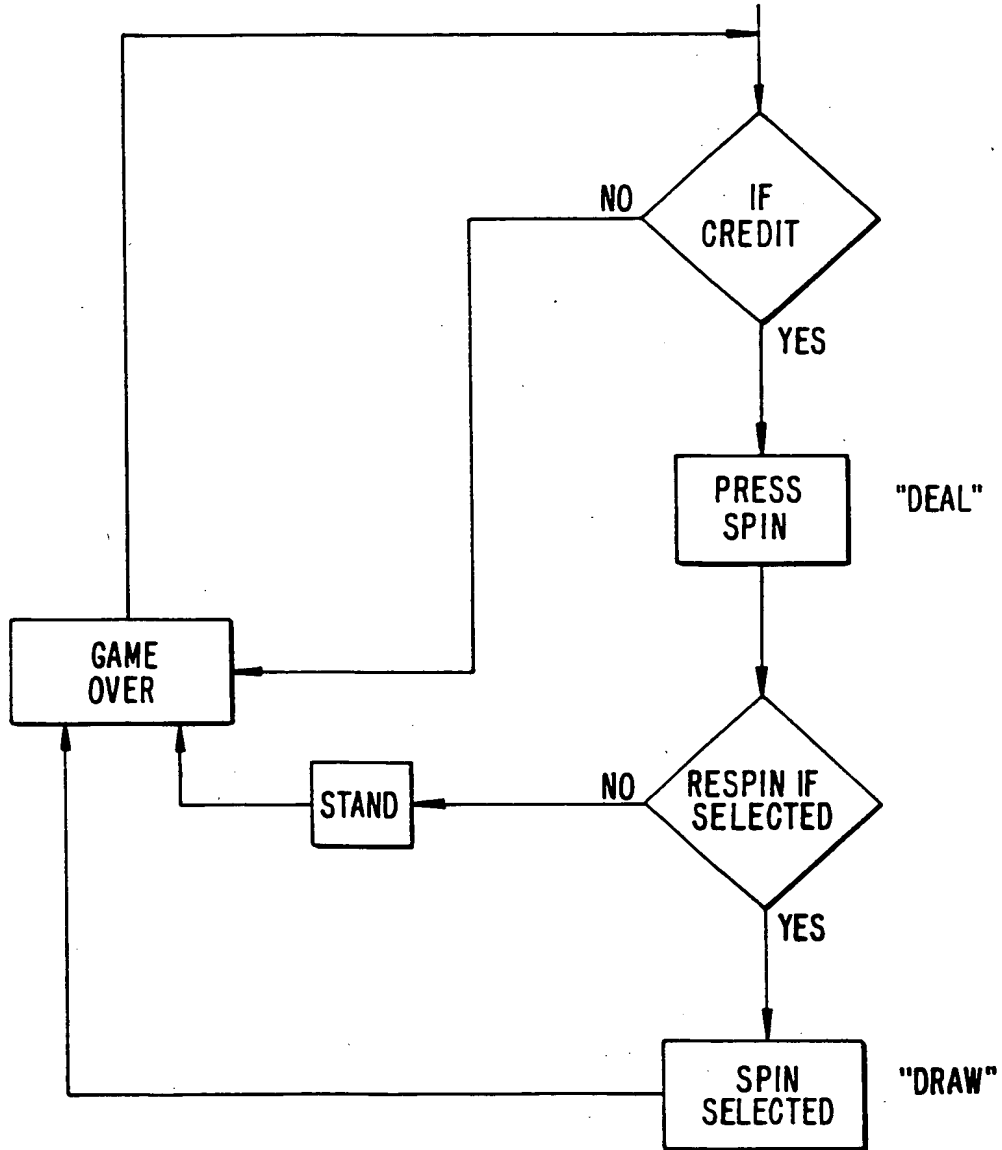 IF
CREDIT
NO
YES
PRESS
SPIN
"DEAL"
GAME
OVER
RESPIN IF
SELECTED
NO
STAND
YES
SPIN
SELECTED
"DRAW"